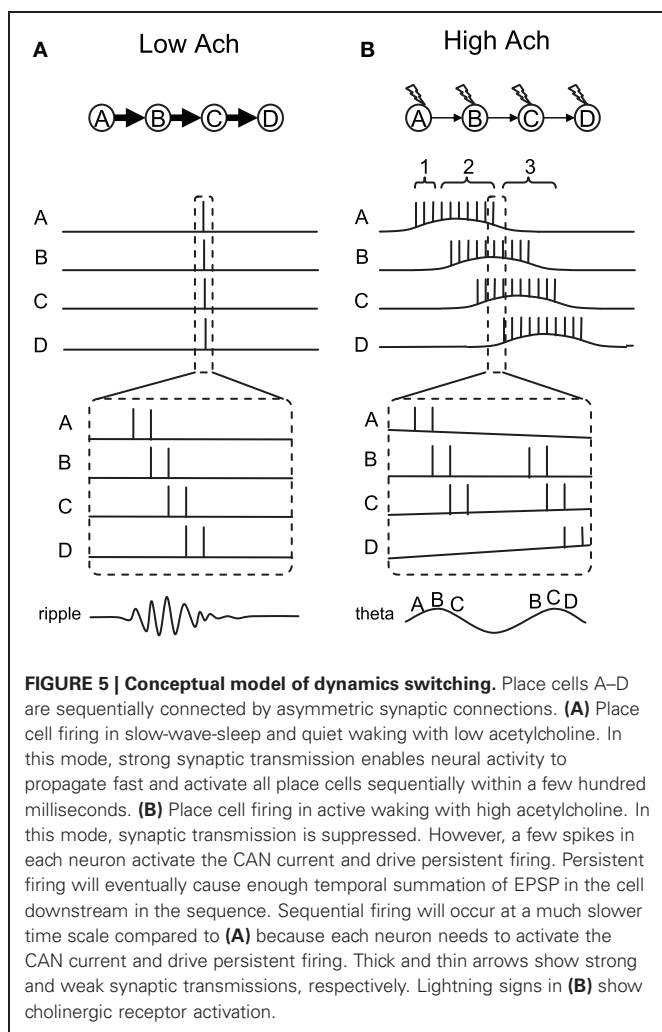 A Low Ach
B High Ach
A B C D
A B C D
1 2 3
A
B
C
D
A
B
C
D
A
B
C
D
A
B
C
D
ripple
theta A B C B C D
FIGURE 5 | Conceptual model of dynamics switching. Place cells A–D
are sequentially connected by asymmetric synaptic connections. (A) Place
cell firing in slow-wave-sleep and quiet waking with low acetylcholine. In
this mode, strong synaptic transmission enables neural activity to
propagate fast and activate all place cells sequentially within a few hundred
milliseconds. (B) Place cell firing in active waking with high acetylcholine. In
this mode, synaptic transmission is suppressed. However, a few spikes in
each neuron activate the CAN current and drive persistent firing. Persistent
firing will eventually cause enough temporal summation of EPSP in the cell
downstream in the sequence. Sequential firing will occur at a much slower
time scale compared to (A) because each neuron needs to activate the
CAN current and drive persistent firing. Thick and thin arrows show strong
and weak synaptic transmissions, respectively. Lightning signs in (B) show
cholinergic receptor activation.